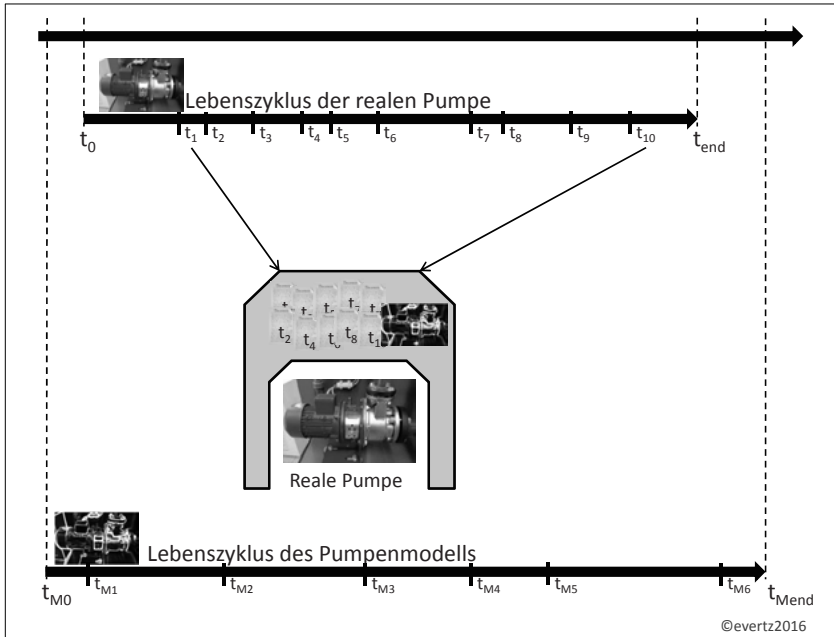 Lebenszyklus der realen Pumpe
t0 t1 t2 t3 t4 t5 t6 t7 t8 t9 t10 tend
t2 t4 t8
Reale Pumpe
Lebenszyklus des Pumpenmodells
tM0 tM1 tM2 tM3 tM4 tM5 tM6 tMend
©evertz2016